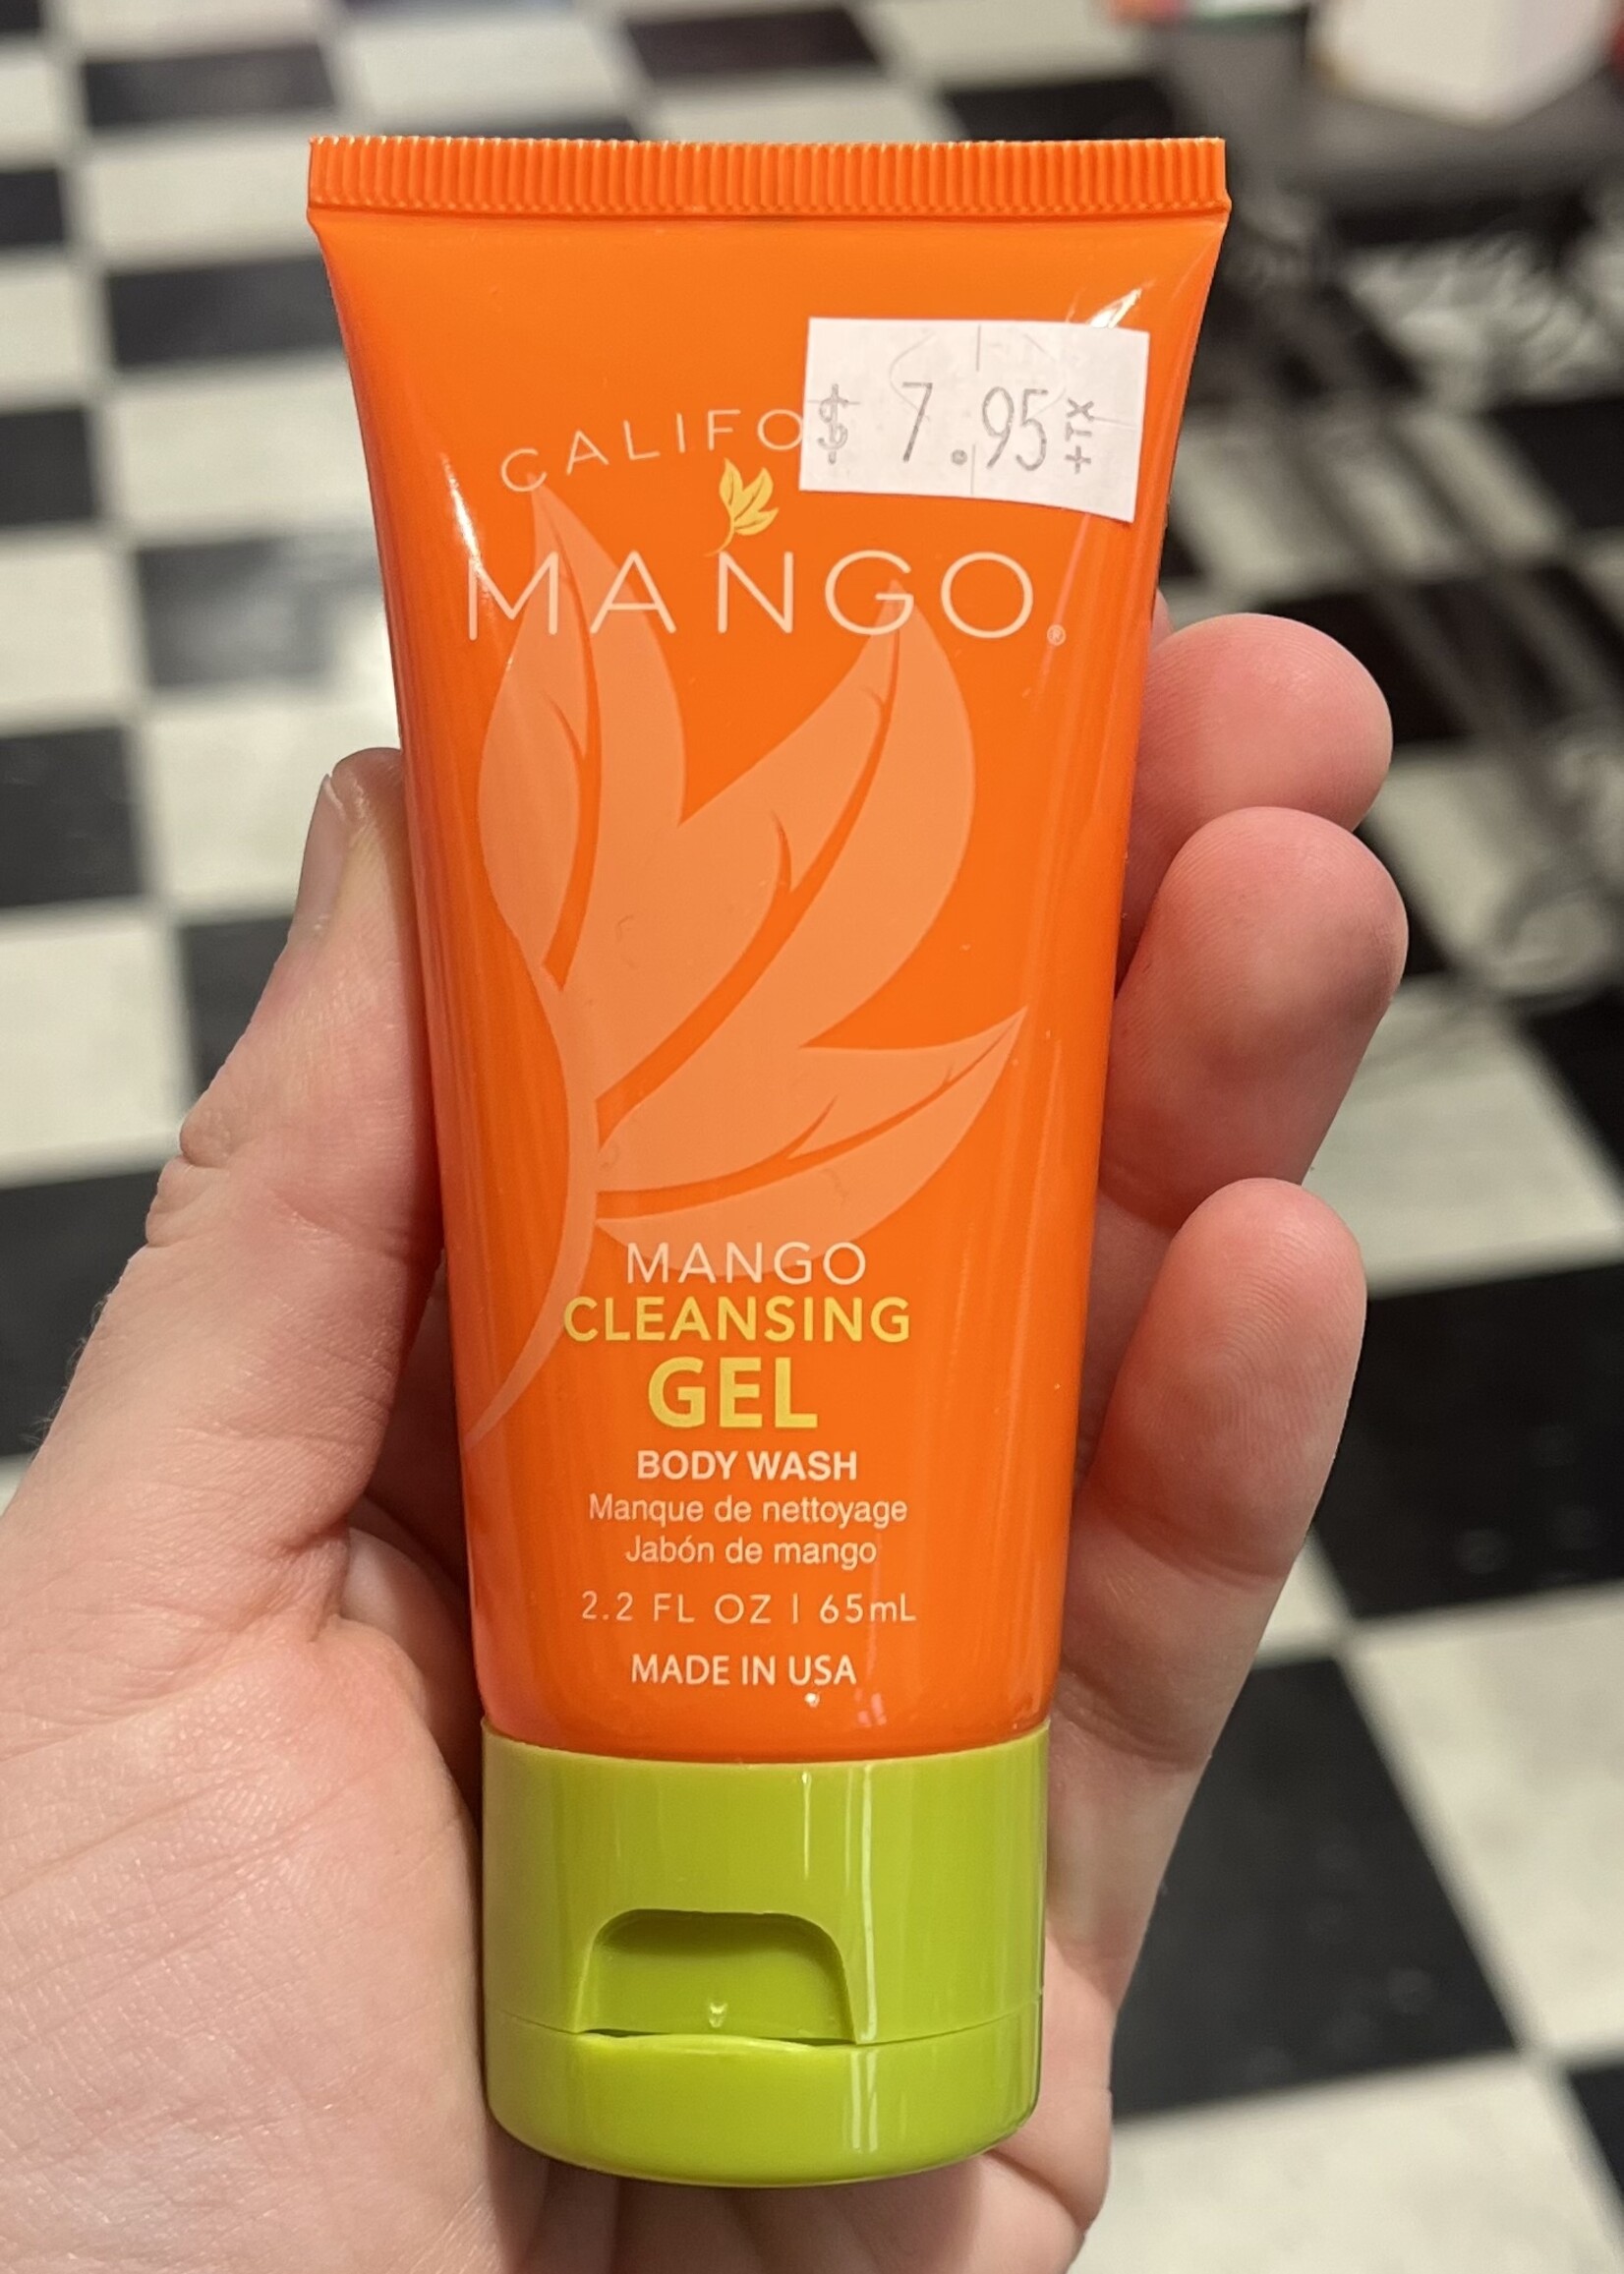 $ 7.95 +TX
CALIFO
MANGO®
MANGO
CLEANSING
GEL
BODY WASH
Manque de nettoyage
Jabón de mango
2.2 FL OZ | 65mL
MADE IN USA